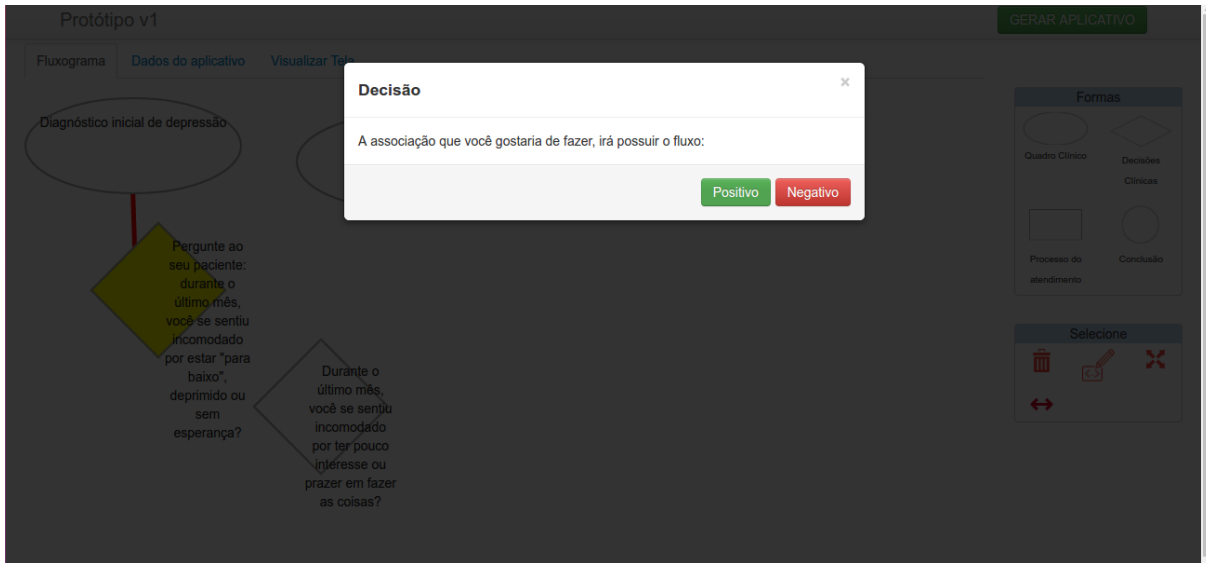 Protótipo v1
GERAR APLICATIVO
Fluxograma
Dados do aplicativo
Visualizar Tela
Decisão
×
A associação que você gostaria de fazer, irá possuir o fluxo:
Positivo
Negativo
Diagnóstico inicial de depressão
Pergunte ao
seu paciente:
durante o
último mês,
você se sentiu
incomodado
por estar "para
baixo",
deprimido ou
sem
esperança?
Durante o
último mês,
você se sentiu
incomodado
por ter pouco
interesse ou
prazer em fazer
as coisas?
Formas
Quadro Clínico
Decisões
Clínicas
Processo do
atendimento
Conclusão
Selecione